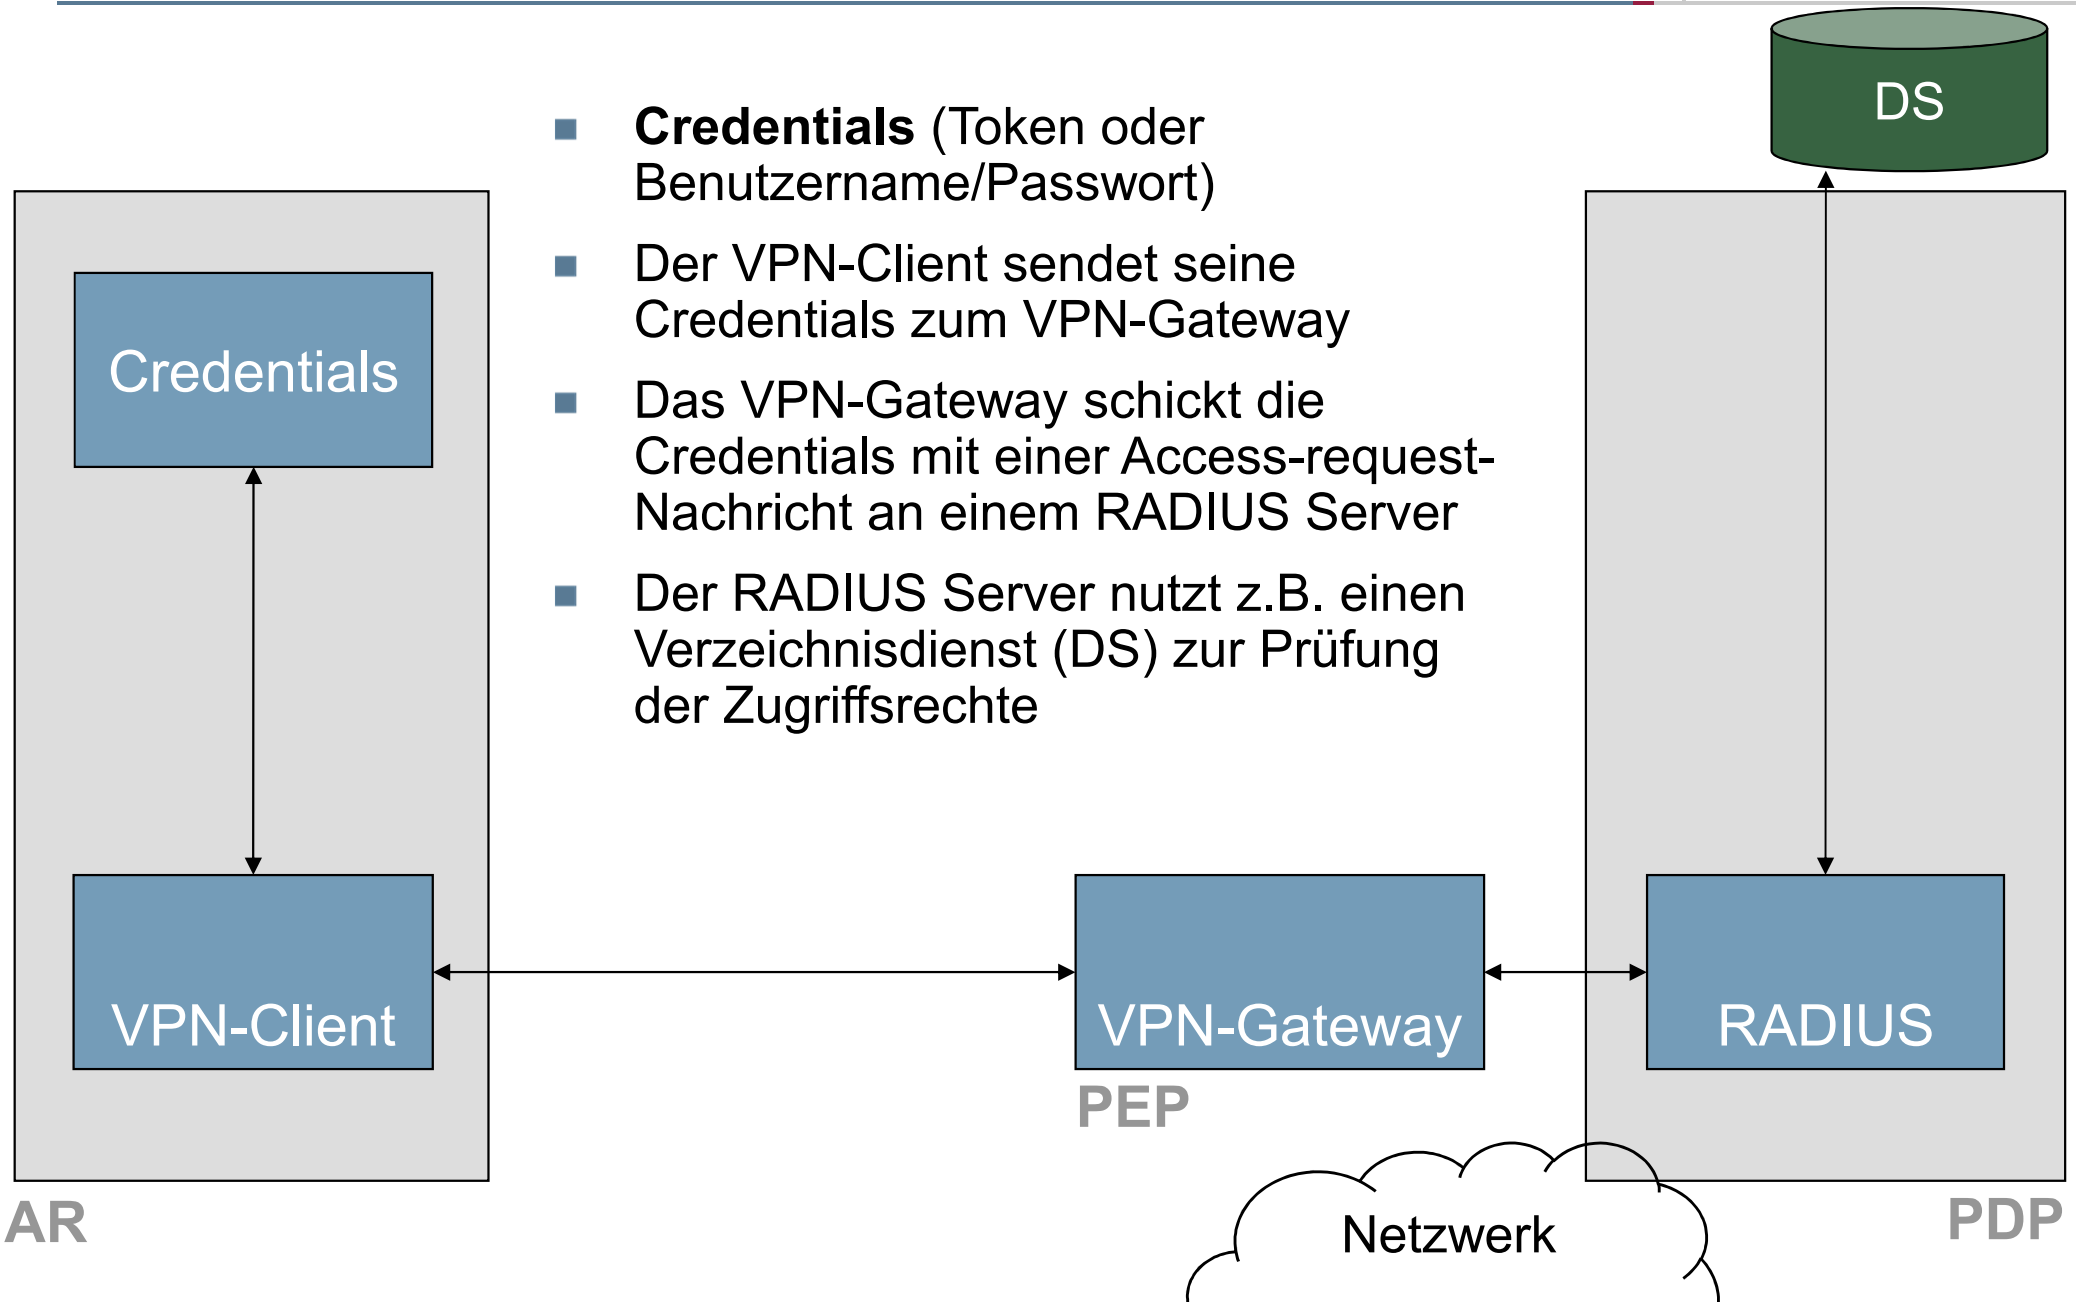 DS
Credentials (Token oder
Benutzername/Passwort)
Der VPN-Client sendet seine
Credentials zum VPN-Gateway
Das VPN-Gateway schickt die
Credentials mit einer Access-request-
Nachricht an einem RADIUS Server
Der RADIUS Server nutzt z.B. einen
Verzeichnisdienst (DS) zur Prüfung
der Zugriffsrechte
Credentials
VPN-Client
VPN-Gateway
RADIUS
PEP
AR
PDP
Netzwerk